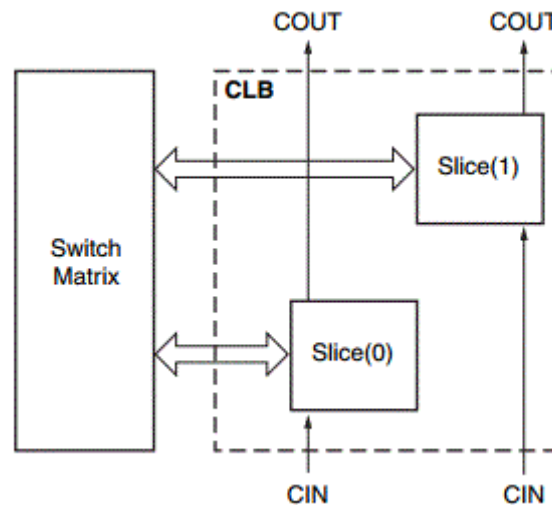 COUT
COUT
CLB
Slice(1)
Switch
Matrix
Slice(0)
CIN
CIN